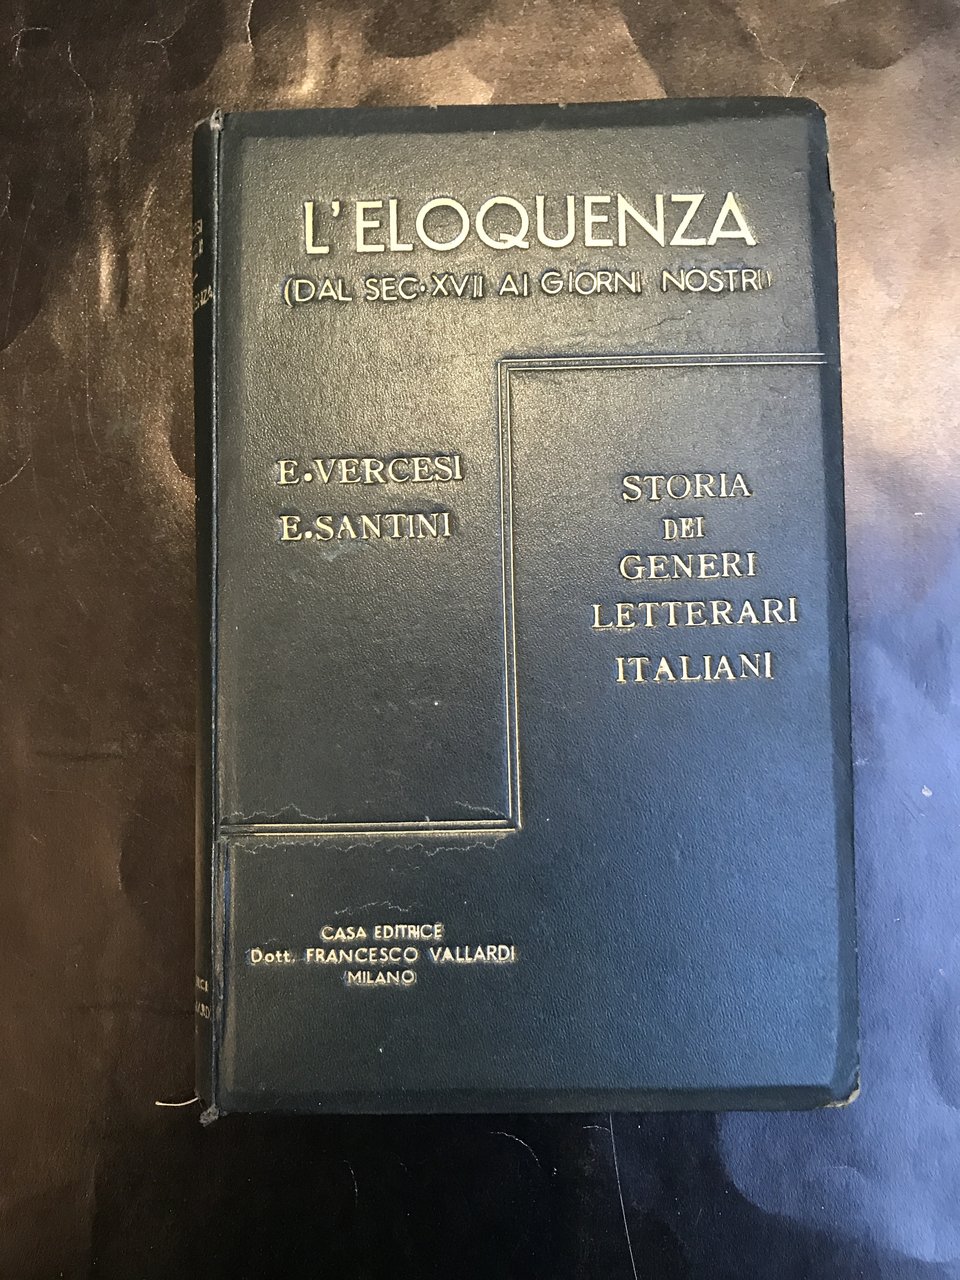 L'ELOQUENZA
(DAL SEC·XVII AI GIORNI NOSTRI)
E.VERCESI
E.SANTINI
STORIA
DEI
GENERI
LETTERARI
ITALIANI
CASA EDITRICE
Dott. FRANCESCO VALLARDI
MILANO